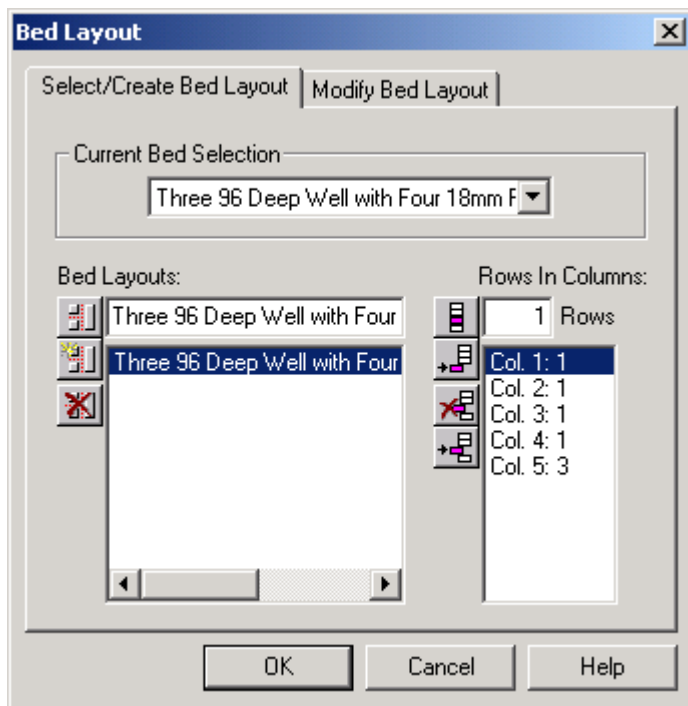 Bed Layout
Select/Create Bed Layout
Modify Bed Layout
Current Bed Selection
Three 96 Deep Well with Four 18mm
Bed Layouts:
Rows In Columns:
Three 96 Deep Well with Four
1 Rows
Three 96 Deep Well with Four
Col. 1: 1
Col. 2: 1
Col. 3: 1
Col. 4: 1
Col. 5: 3
OK
Cancel
Help